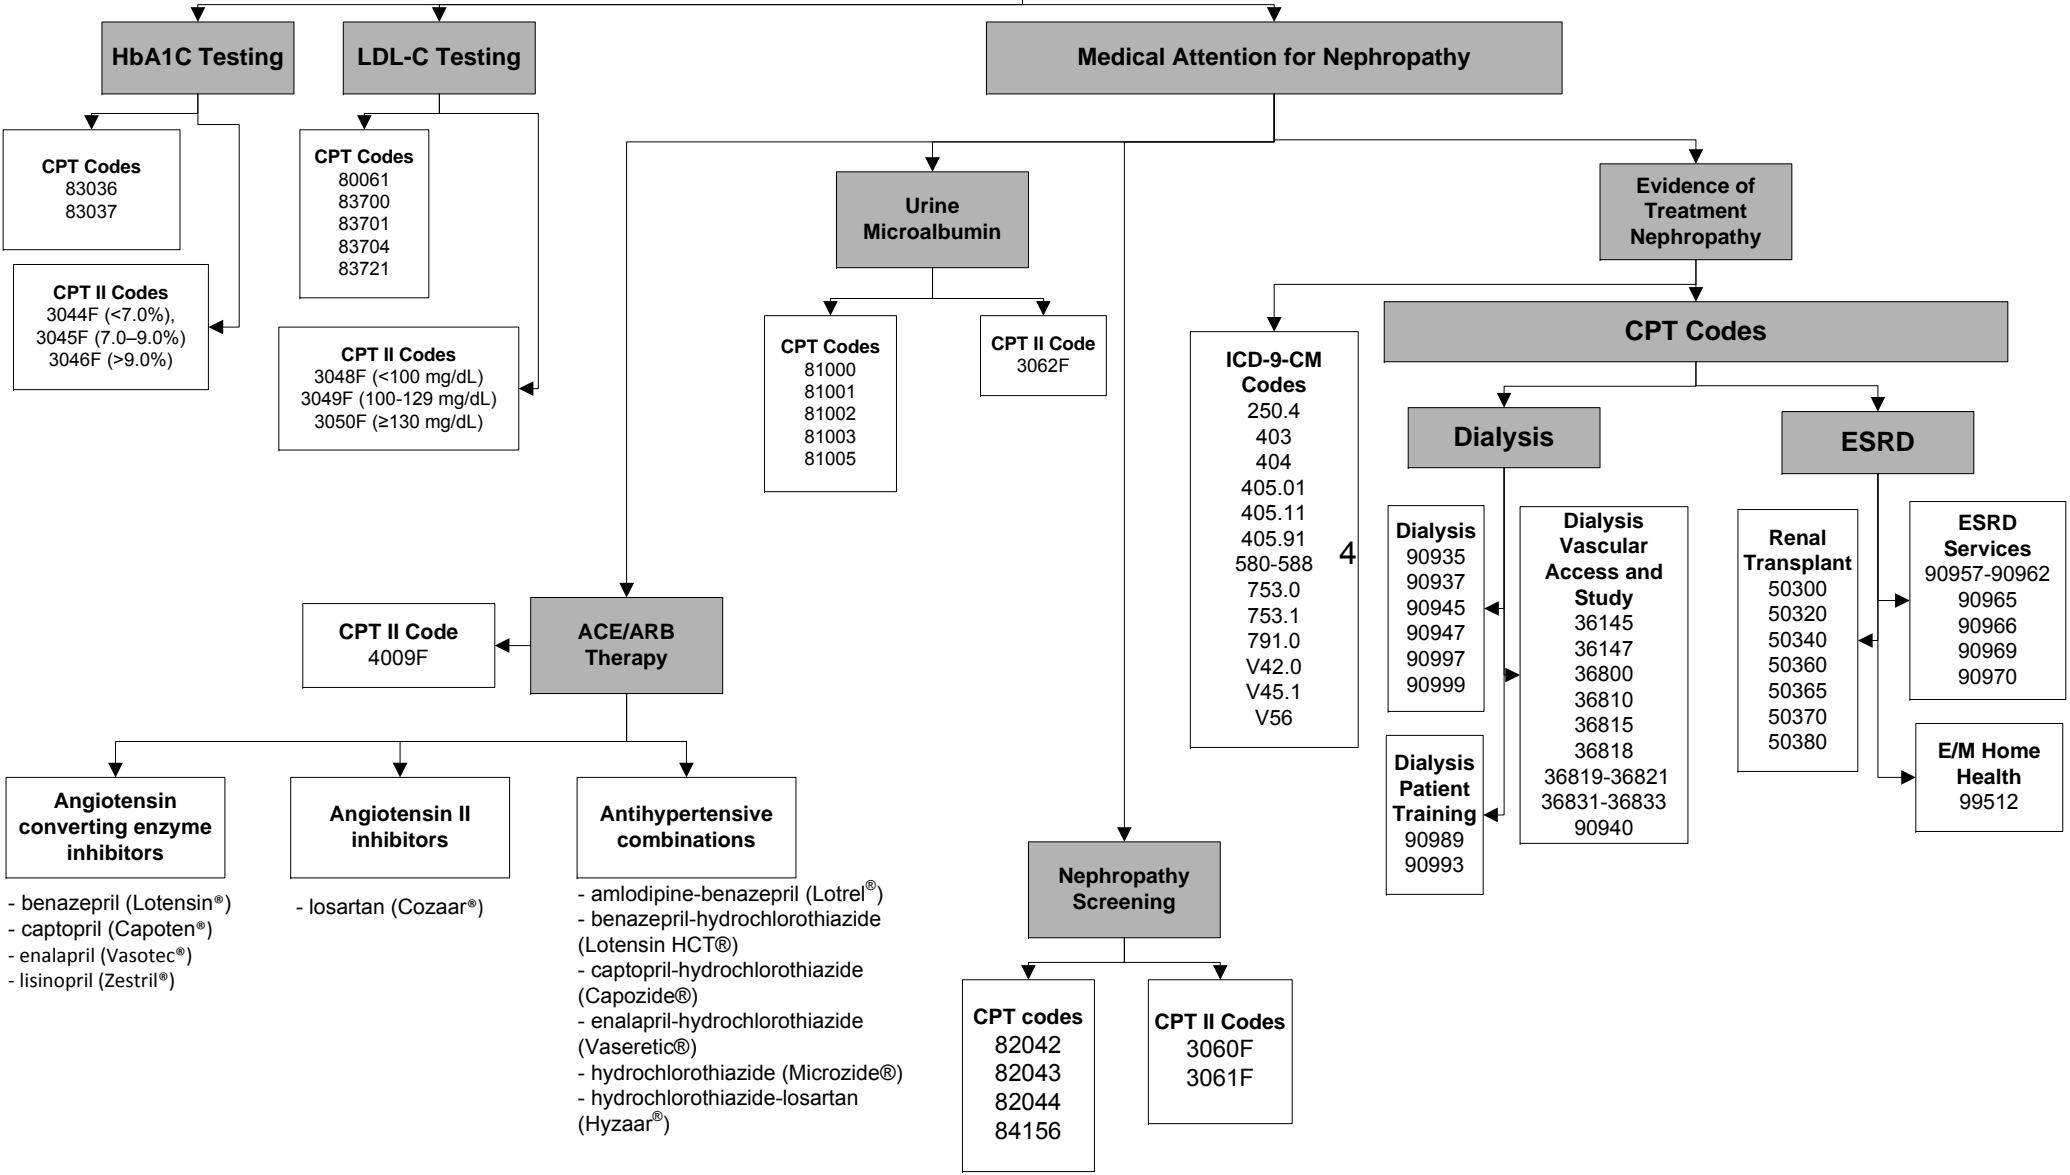 HbA1C Testing
LDL-C Testing
Medical Attention for Nephropathy
CPT Codes
83036
83037
CPT II Codes
3044F (<7.0%),
3045F (7.0–9.0%)
3046F (>9.0%)
CPT Codes
80061
83700
83701
83704
83721
CPT II Codes
3048F (<100 mg/dL)
3049F (100-129 mg/dL)
3050F (≥130 mg/dL)
Urine
Microalbumin
CPT Codes
81000
81001
81002
81003
81005
CPT II Code
3062F
Evidence of
Treatment
Nephropathy
ICD-9-CM
Codes
250.4
403
404
405.01
405.11
405.91
580-588
753.0
753.1
791.0
V42.0
V45.1
V56
4
CPT Codes
Dialysis
ESRD
Dialysis
90935
90937
90945
90947
90997
90999
Dialysis
Patient
Training
90989
90993
Dialysis
Vascular
Access and
Study
36145
36147
36800
36810
36815
36818
36819-36821
36831-36833
90940
Renal
Transplant
50300
50320
50340
50360
50365
50370
50380
ESRD
Services
90957-90962
90965
90966
90969
90970
E/M Home
Health
99512
CPT II Code
4009F
ACE/ARB
Therapy
Angiotensin
converting enzyme
inhibitors
- benazepril (Lotensin®)
- captopril (Capoten®)
- enalapril (Vasotec®)
- lisinopril (Zestril®)
Angiotensin II
inhibitors
- losartan (Cozaar®)
Antihypertensive
combinations
- amlodipine-benazepril (Lotrel®)
- benazepril-hydrochlorothiazide
(Lotensin HCT®)
- captopril-hydrochlorothiazide
(Capozide®)
- enalapril-hydrochlorothiazide
(Vaseretic®)
- hydrochlorothiazide (Microzide®)
- hydrochlorothiazide-losartan
(Hyzaar®)
Nephropathy
Screening
CPT codes
82042
82043
82044
84156
CPT II Codes
3060F
3061F